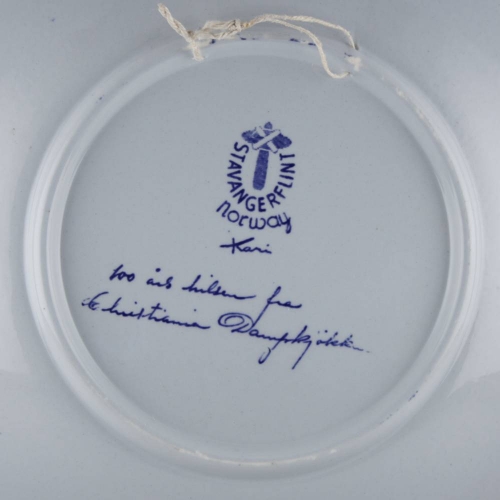 STAVANGERFLINT
norway
Kari
100 års hilsen fra
Christiania Dampkjøkken